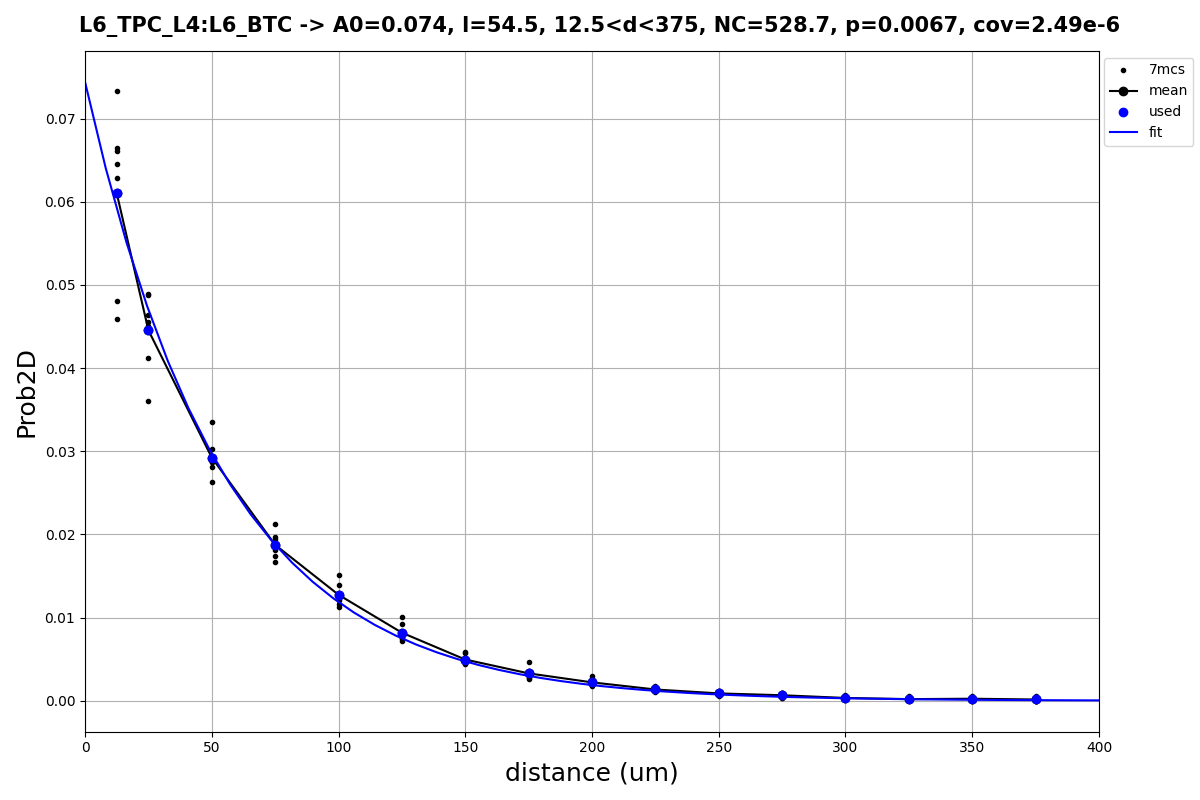 L6_TPC_L4:L6_BTC -> A0=0.074, l=54.5, 12.5<d<375, NC=528.7, p=0.0067, cov=2.49e-6
7mcs
mean
used
fit
0.07
0.06
0.05
0.04
0.03
0.02
0.01
0.00
Prob2D
0 50 100 150 200 250 300 350 400
distance (um)